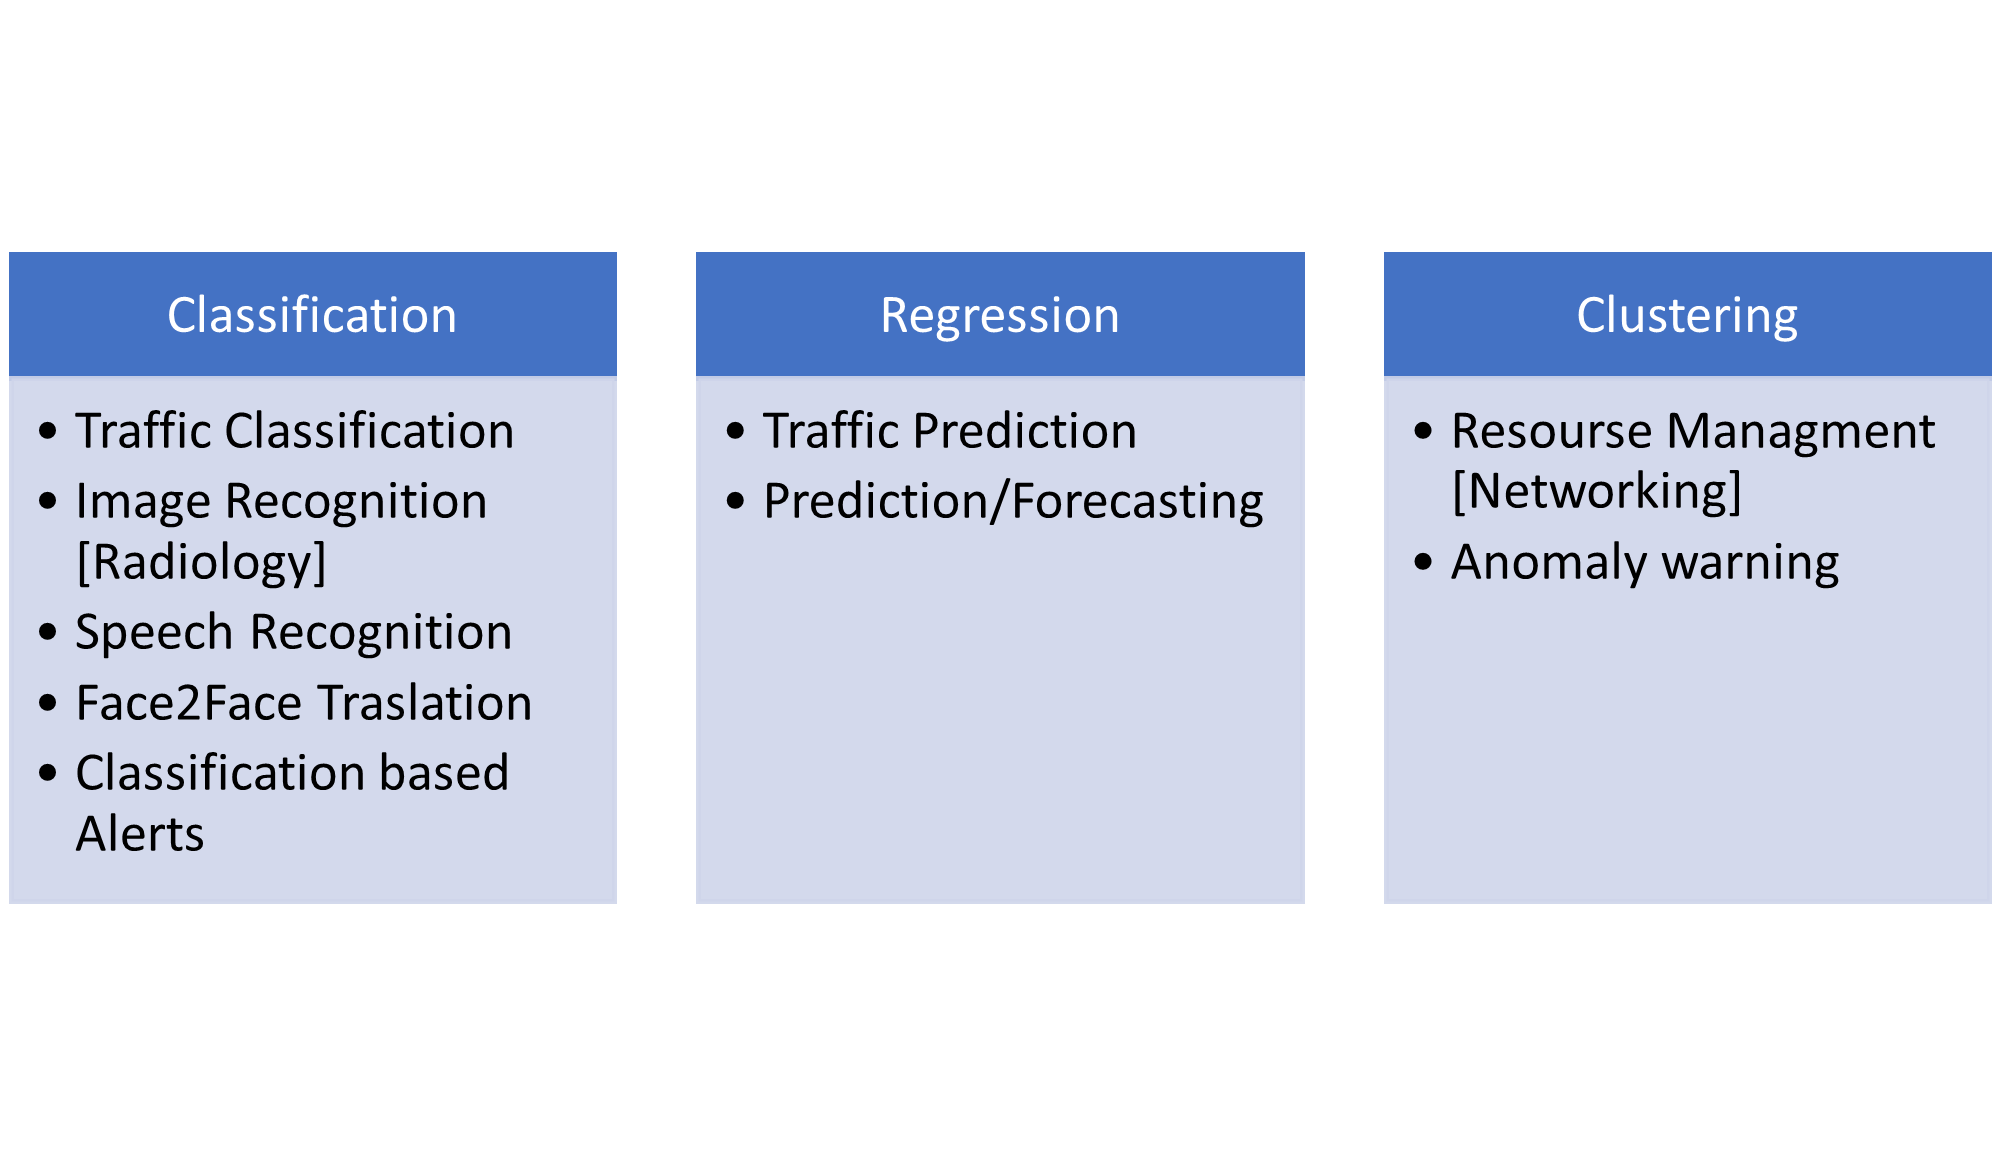 Classification
• Traffic Classification
• Image Recognition
[Radiology]
• Speech Recognition
• Face2Face Traslation
• Classification based
Alerts
Regression
• Traffic Prediction
• Prediction/Forecasting
Clustering
• Resourse Managment
[Networking]
• Anomaly warning